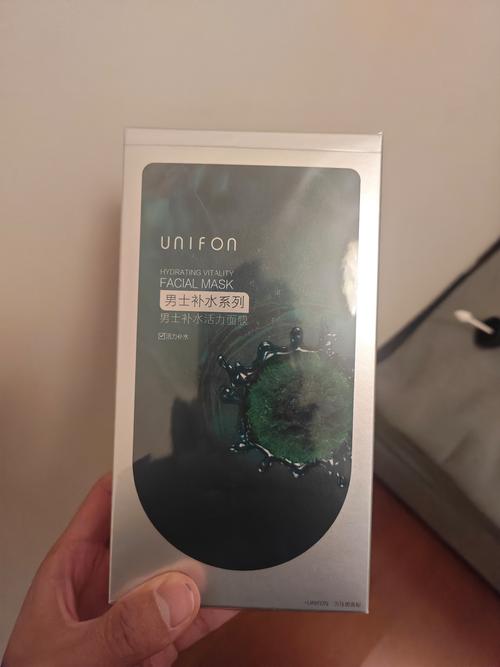 UNIFON
HYDRATING VITALITY
FACIAL MASK
男士补水系列
男士补水活力面膜
活力补水
UNIFON